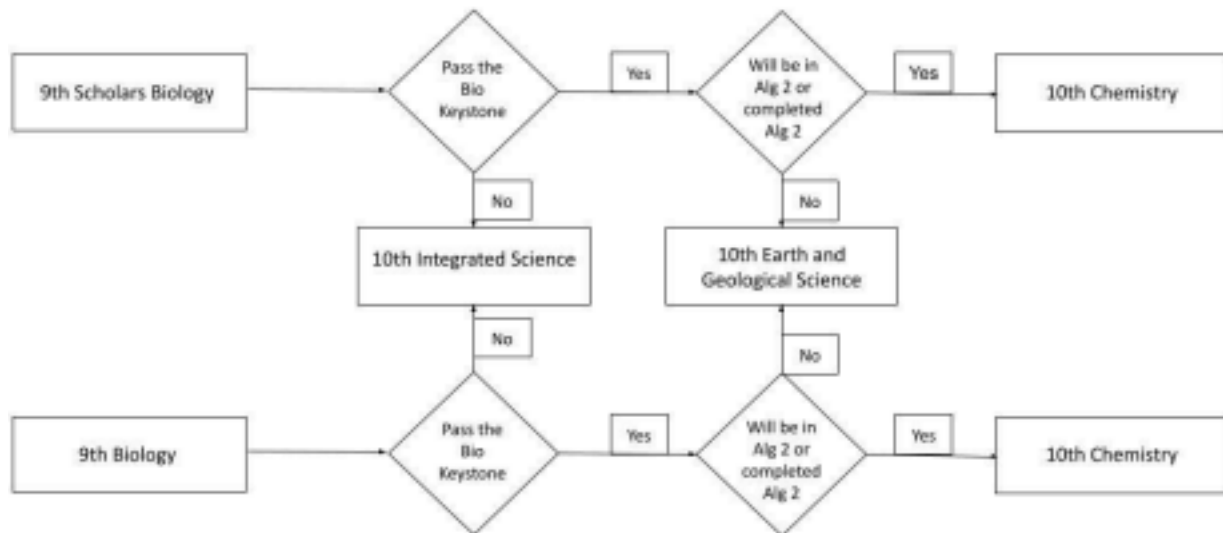 9th Scholars Biology
Pass the
Bio
Keystone
Yes
Will be in
Alg 2 or
completed
Alg 2
Yes
10th Chemistry
No
No
10th Integrated Science
10th Earth and
Geological Science
No
No
9th Biology
Pass the
Bio
Keystone
Yes
Will be in
Alg 2 or
completed
Alg 2
Yes
10th Chemistry